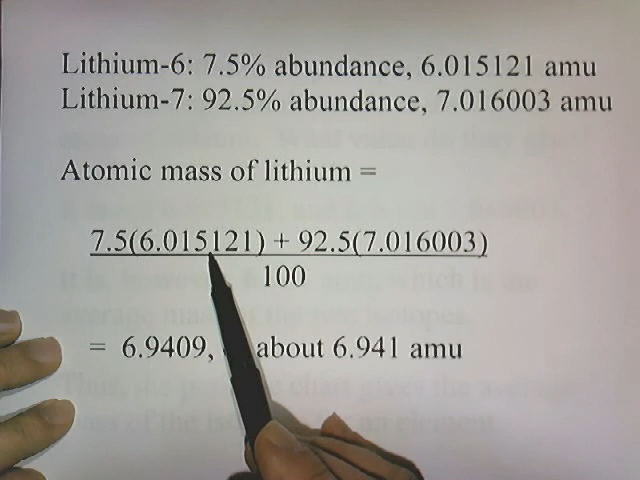 Lithium-6: 7.5% abundance, 6.015121 amu
Lithium-7: 92.5% abundance, 7.016003 amu
Atomic mass of lithium =
7.5(6.015121) + 92.5(7.016003)
100
= 6.9409, about 6.941 amu